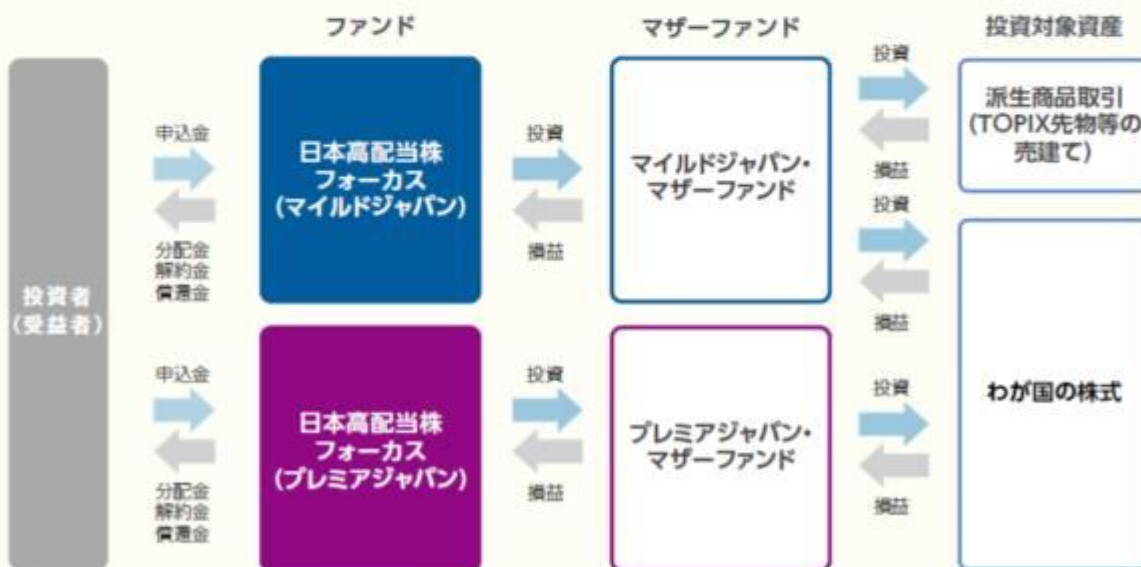 ファンド
マザーファンド
投資対象資産
投資者
(受益者)
申込金
分配金
解約金
償還金
日本高配当株
フォーカス
(マイルドジャパン)
投資
損益
マイルドジャパン・
マザーファンド
投資
損益
派生商品取引
(TOPIX先物等の
売建て)
投資
損益
申込金
分配金
解約金
償還金
日本高配当株
フォーカス
(プレミアジャパン)
投資
損益
プレミアジャパン・
マザーファンド
投資
損益
わが国の株式